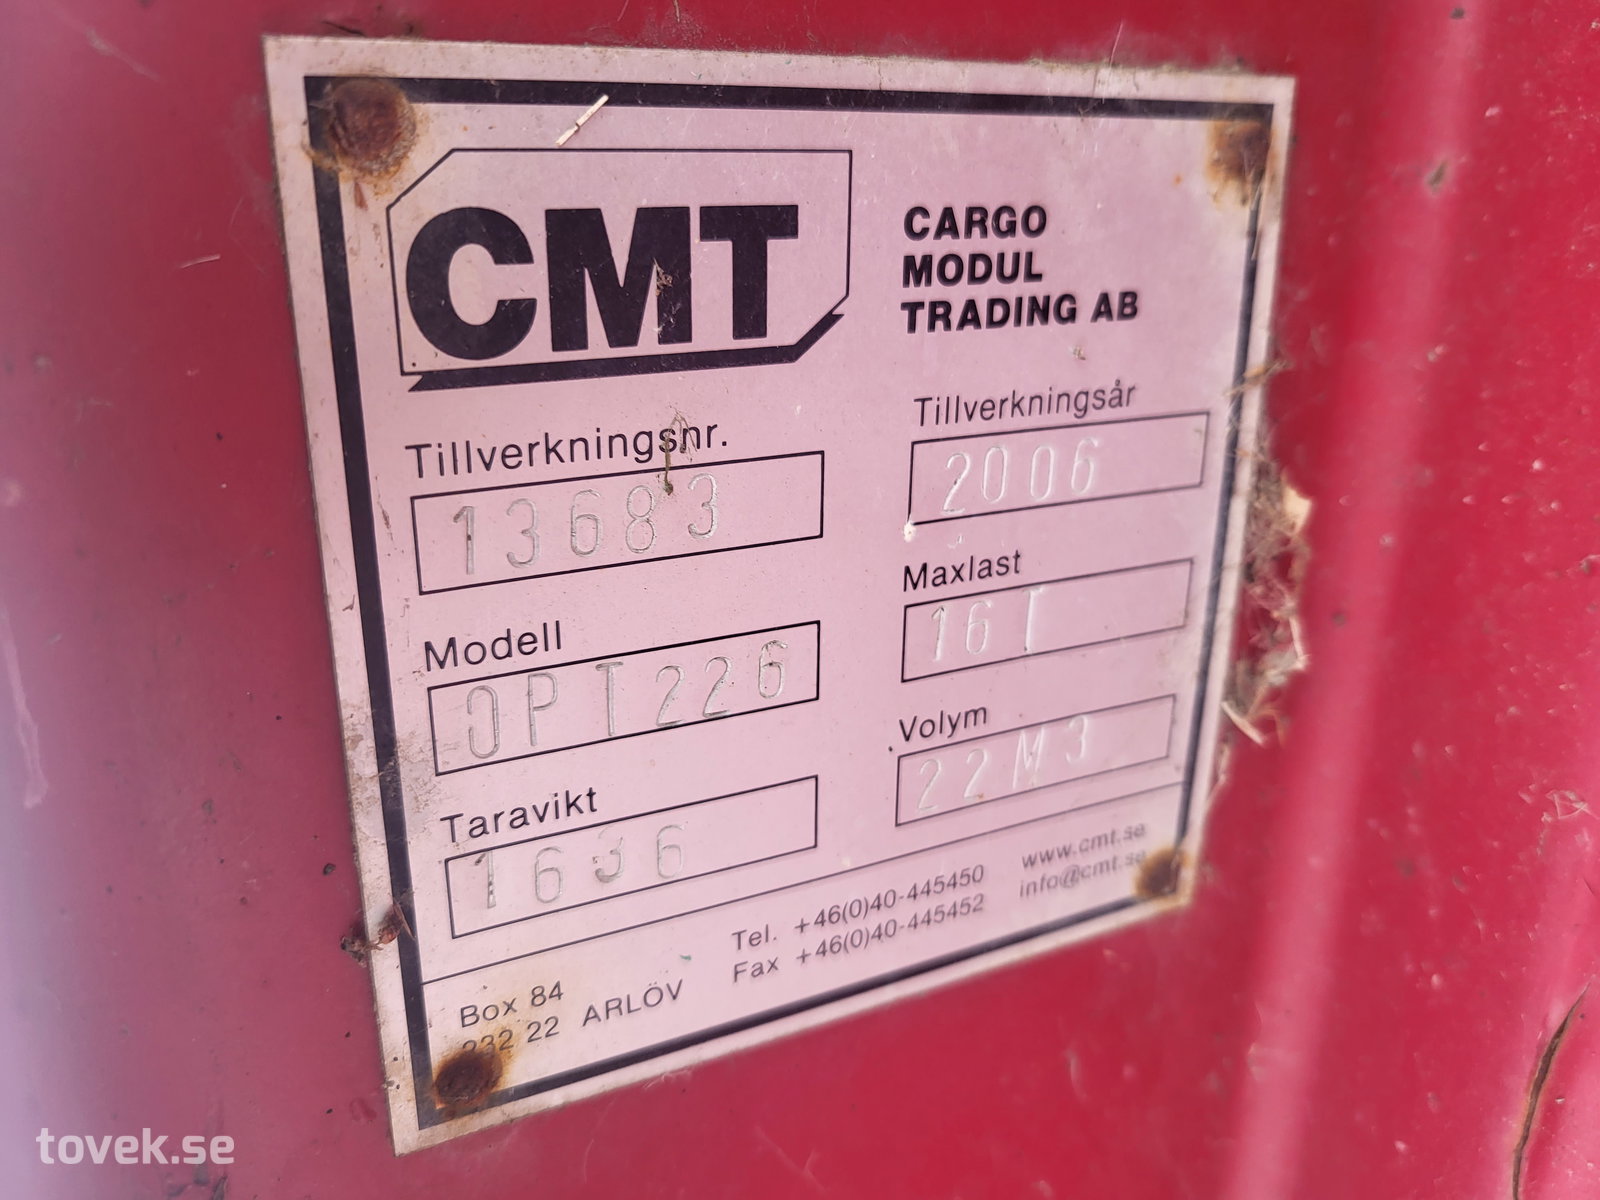 CMT
CARGO
MODUL
TRADING AB
Tillverkningsnr.
13683
Tillverkningsår
2006
Modell
OPT226
Maxlast
16T
Taravikt
1636
Volym
22M3
Box 84
232 22 ARLÖV
Tel. +46(0)40-445450
Fax +46(0)40-445452
www.cmt.se
info@cmt.se
tovek.se